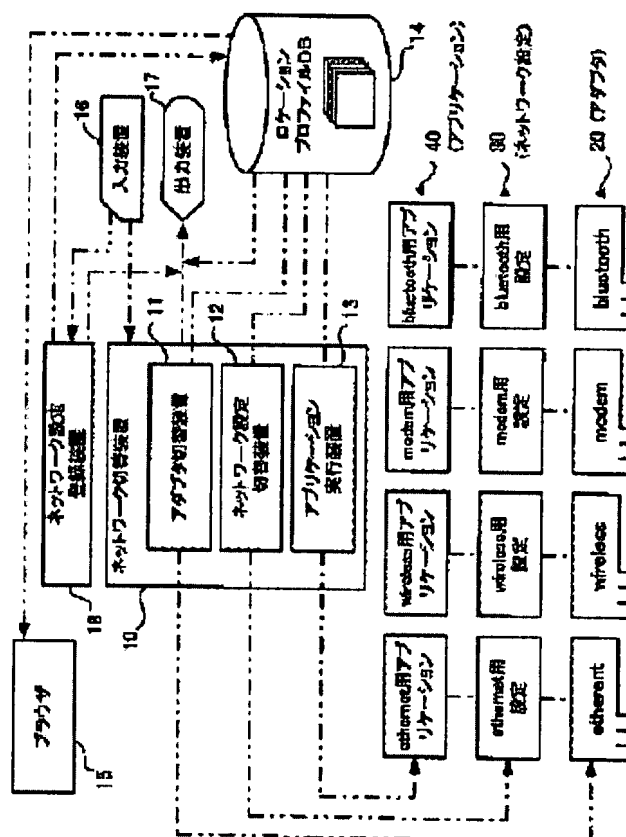 ブラウザ
15
ネットワーク設定
登録装置
18
入力装置
16
出力装置
17
ネットワーク切替装置
10
アダプタ切替装置
11
ネットワーク設定
切替装置
12
アプリケーション
実行装置
13
ロケーション
プロファイルDB
14
ethernet用アプ
リケーション
wireless用アプ
リケーション
modem用アプ
リケーション
bluetooth用アプ
リケーション
40
(アプリケーション)
ethernet用
設定
wireless用
設定
modem用
設定
bluetooth用
設定
30
(ネットワーク設定)
etherent
wireless
modem
bluetooth
20 (アダプタ)